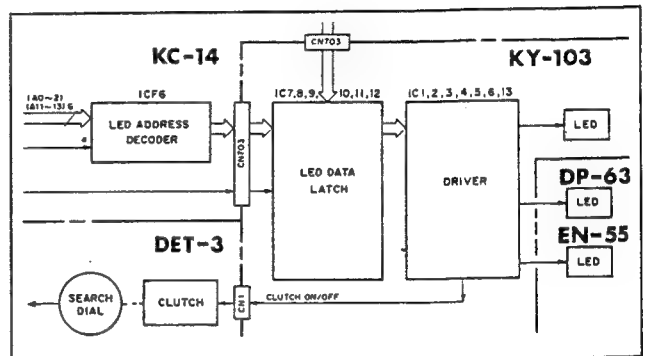 CN703
KC-14
KY-103
(A0~2)
(A11~13) 6
ICF6
IC7,8,9, 10,11,12
IC1,2,3,4,5,6,13
LED ADDRESS
DECODER
CN703
LED DATA
LATCH
DRIVER
LED
DP-63
LED
EN-55
LED
DET-3
SEARCH
DIAL
CLUTCH
CN1
CLUTCH ON/OFF